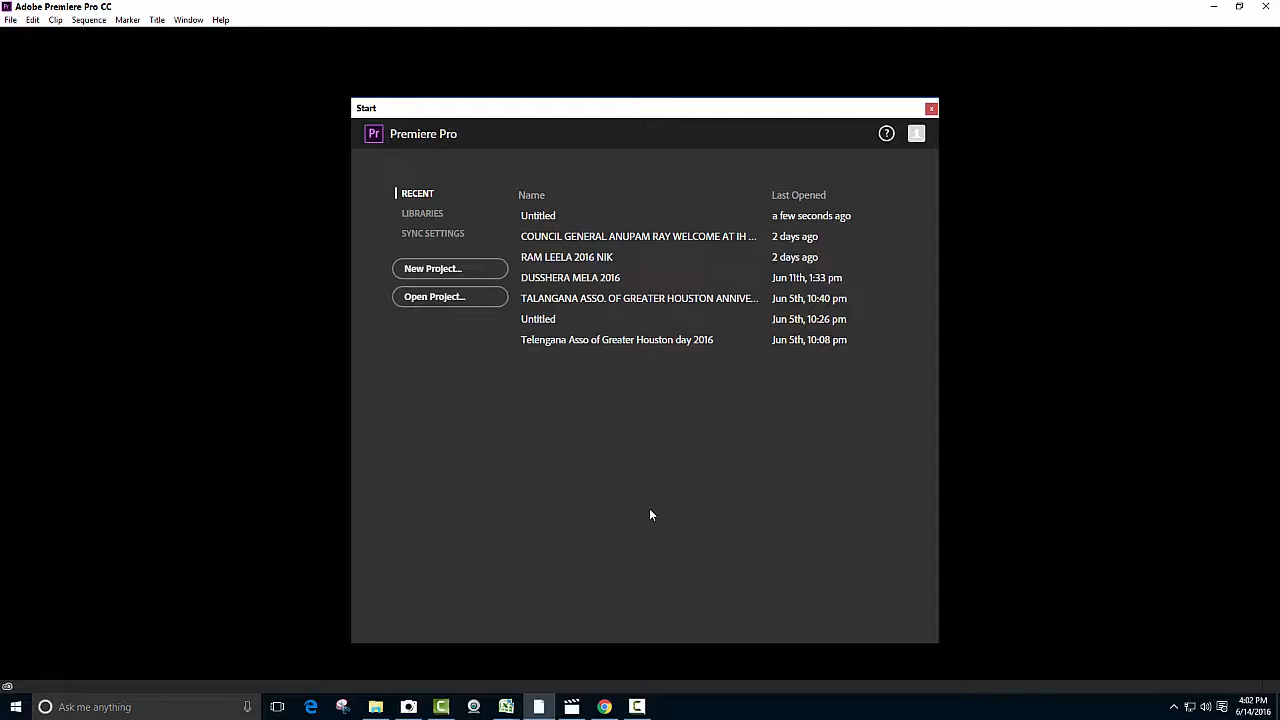 Pr Adobe Premiere Pro CC
File Edit Clip Sequence Marker Title Window Help
Start x
Pr Premiere Pro ?
RECENT
LIBRARIES
SYNC SETTINGS
New Project...
Open Project...
Name Last Opened
Untitled a few seconds ago
COUNCIL GENERAL ANUPAM RAY WELCOME AT IH ... 2 days ago
RAM LEELA 2016 NIK 2 days ago
DUSSHERA MELA 2016 Jun 11th, 1:33 pm
TALANGANA ASSO. OF GREATER HOUSTON ANNIVE... Jun 5th, 10:40 pm
Untitled Jun 5th, 10:26 pm
Telengana Asso of Greater Houston day 2016 Jun 5th, 10:08 pm
Ask me anything
4:02 PM
6/14/2016